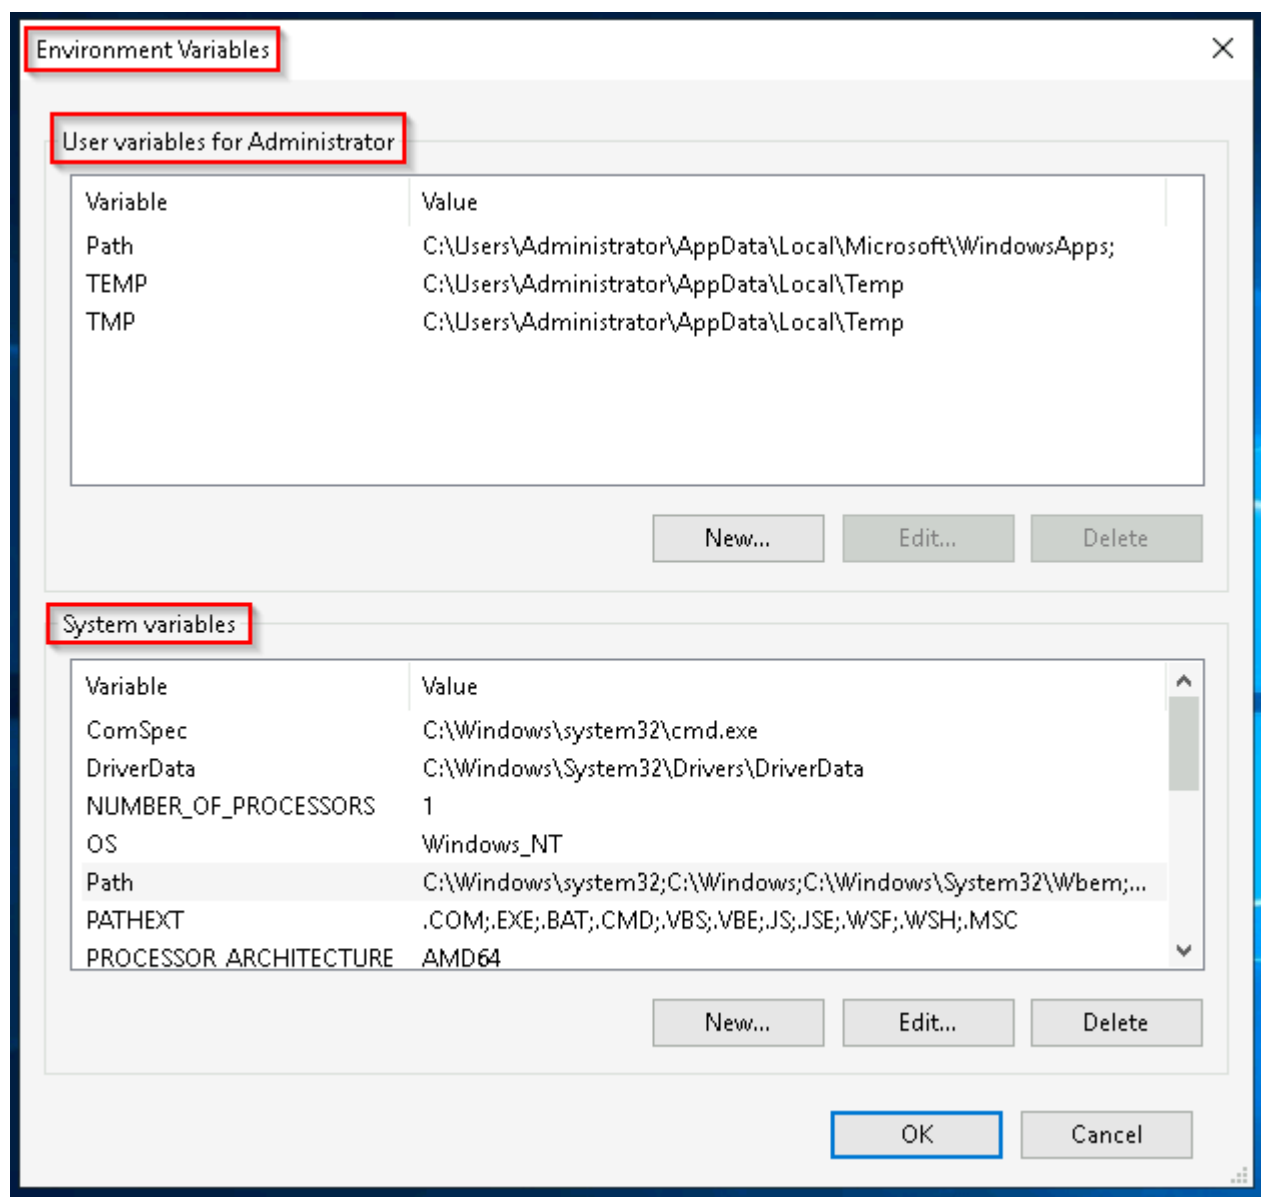 Environment Variables
User variables for Administrator
Variable Value
Path C:\Users\Administrator\AppData\Local\Microsoft\WindowsApps;
TEMP C:\Users\Administrator\AppData\Local\Temp
TMP C:\Users\Administrator\AppData\Local\Temp
New... Edit... Delete
System variables
Variable Value
ComSpec C:\Windows\system32\cmd.exe
DriverData C:\Windows\System32\Drivers\DriverData
NUMBER_OF_PROCESSORS 1
OS Windows_NT
Path C:\Windows\system32;C:\Windows;C:\Windows\System32\Wbem;...
PATHEXT .COM;.EXE;.BAT;.CMD;.VBS;.VBE;.JS;.JSE;.WSF;.WSH;.MSC
PROCESSOR_ARCHITECTURE AMD64
New... Edit... Delete
OK Cancel